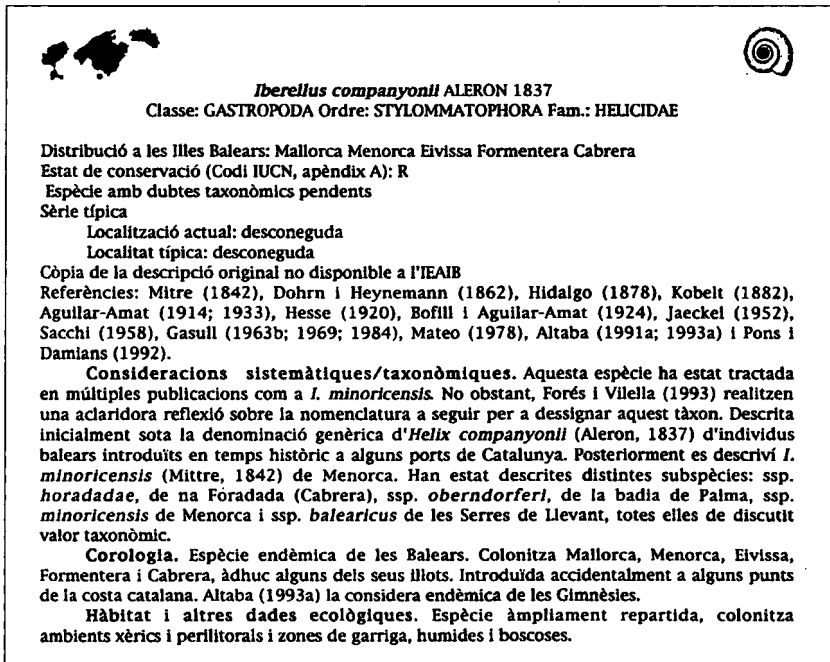 Iberellus companyonii ALERON 1837
Classe: GASTROPODA Ordre: STYLOMMATOPHORA Fam.: HELICIDAE
Distribució a les Illes Balears: Mallorca Menorca Eivissa Formentera Cabrera
Estat de conservació (Codi IUCN, apèndix A): R
Espècie amb dubtes taxonòmics pendents
Sèrie típica
Localització actual: desconeguda
Localitat típica: desconeguda
Còpia de la descripció original no disponible a l'IEAIB
Referències: Mitre (1842), Dohrn i Heynemann (1862), Hidalgo (1878), Kobelt (1882),
Aguilar-Amat (1914; 1933), Hesse (1920), Bofill i Aguilar-Amat (1924), Jaeckel (1952),
Sacchi (1958), Gasull (1963b; 1969; 1984), Mateo (1978), Altaba (1991a; 1993a) i Pons i
Damians (1992).
Consideracions sistemàtiques/taxonòmiques. Aquesta espècie ha estat tractada
en múltiples publicacions com a I. minoricensis. No obstant, Forés i Vilella (1993) realitzen
una aclaridora reflexió sobre la nomenclatura a seguir per a dessignar aquest tàxon. Descrita
inicialment sota la denominació genèrica d'Helix companyonii (Aleron, 1837) d'individus
balears introduïts en temps històric a alguns ports de Catalunya. Posteriorment es descriví I.
minoricensis (Mittre, 1842) de Menorca. Han estat descrites distintes subspècies: ssp.
horadadae, de na Foradada (Cabrera), ssp. oberndorferi, de la badia de Palma, ssp.
minoricensis de Menorca i ssp. balearicus de les Serres de Llevant, totes elles de discutit
valor taxonòmic.
Corologia. Espècie endèmica de les Balears. Colonitza Mallorca, Menorca, Eivissa,
Formentera i Cabrera, àdhuc alguns dels seus illots. Introduïda accidentalment a alguns punts
de la costa catalana. Altaba (1993a) la considera endèmica de les Gimnèsies.
Hàbitat i altres dades ecològiques. Espècie àmpliament repartida, colonitza
ambients xèrics i perilitorals i zones de garriga, humides i boscoses.